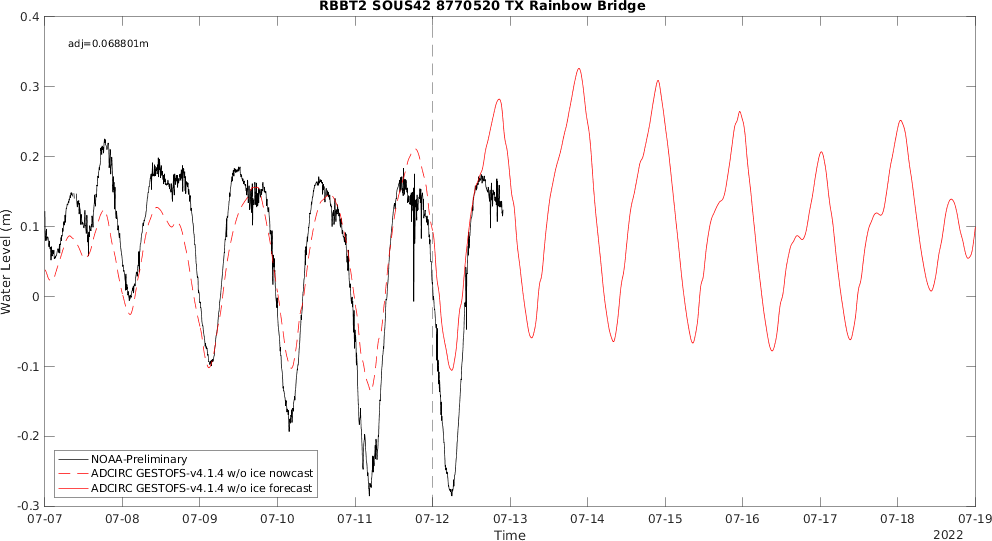 RBBT2 SOUS42 8770520 TX Rainbow Bridge
adj=0.068801m
0.4
0.3
0.2
0.1
0
-0.1
-0.2
-0.3
Water Level (m)
NOAA-Preliminary
ADCIRC GESTOFS-v4.1.4 w/o ice nowcast
ADCIRC GESTOFS-v4.1.4 w/o ice forecast
07-07 07-08 07-09 07-10 07-11 07-12 07-13 07-14 07-15 07-16 07-17 07-18 07-19
Time
2022